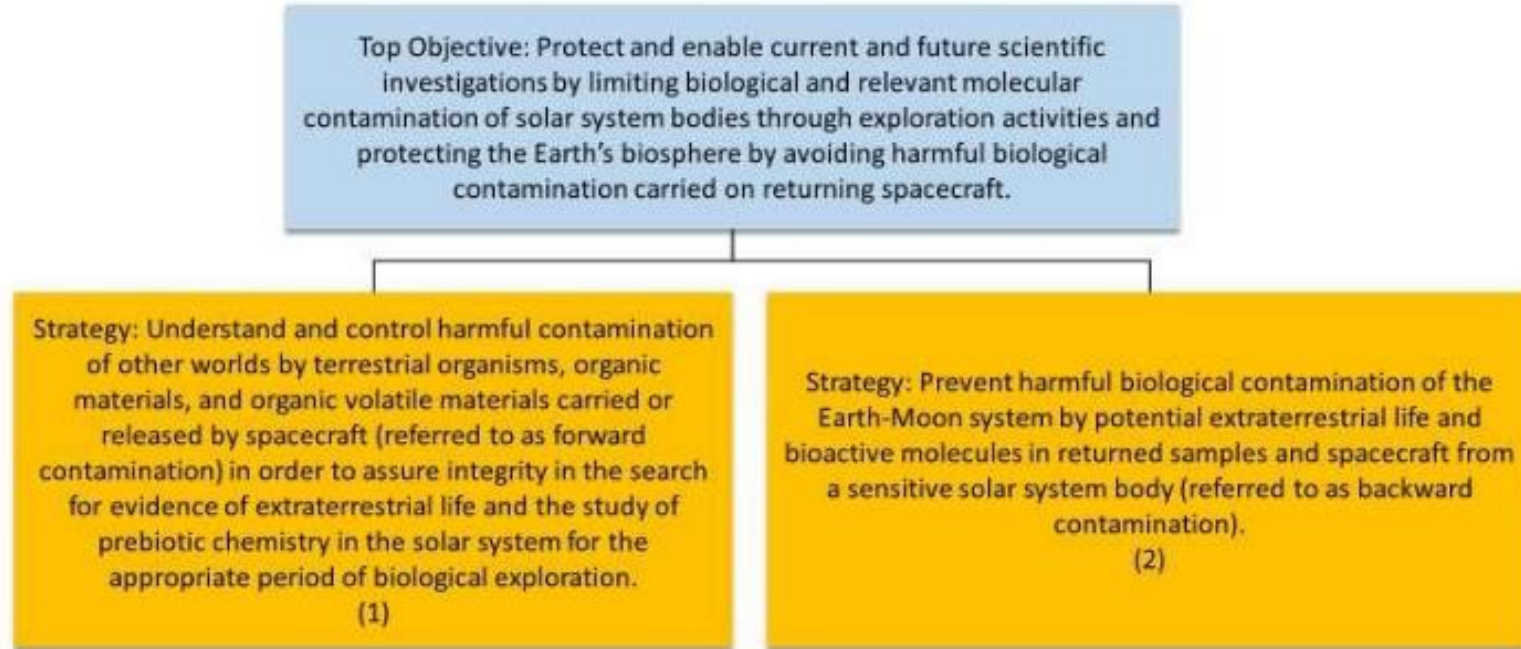 Top Objective: Protect and enable current and future scientific
investigations by limiting biological and relevant molecular
contamination of solar system bodies through exploration activities and
protecting the Earth's biosphere by avoiding harmful biological
contamination carried on returning spacecraft.
Strategy: Understand and control harmful contamination
of other worlds by terrestrial organisms, organic
materials, and organic volatile materials carried or
released by spacecraft (referred to as forward
contamination) in order to assure integrity in the search
for evidence of extraterrestrial life and the study of
prebiotic chemistry in the solar system for the
appropriate period of biological exploration.
(1)
Strategy: Prevent harmful biological contamination of the
Earth-Moon system by potential extraterrestrial life and
bioactive molecules in returned samples and spacecraft from
a sensitive solar system body (referred to as backward
contamination).
(2)